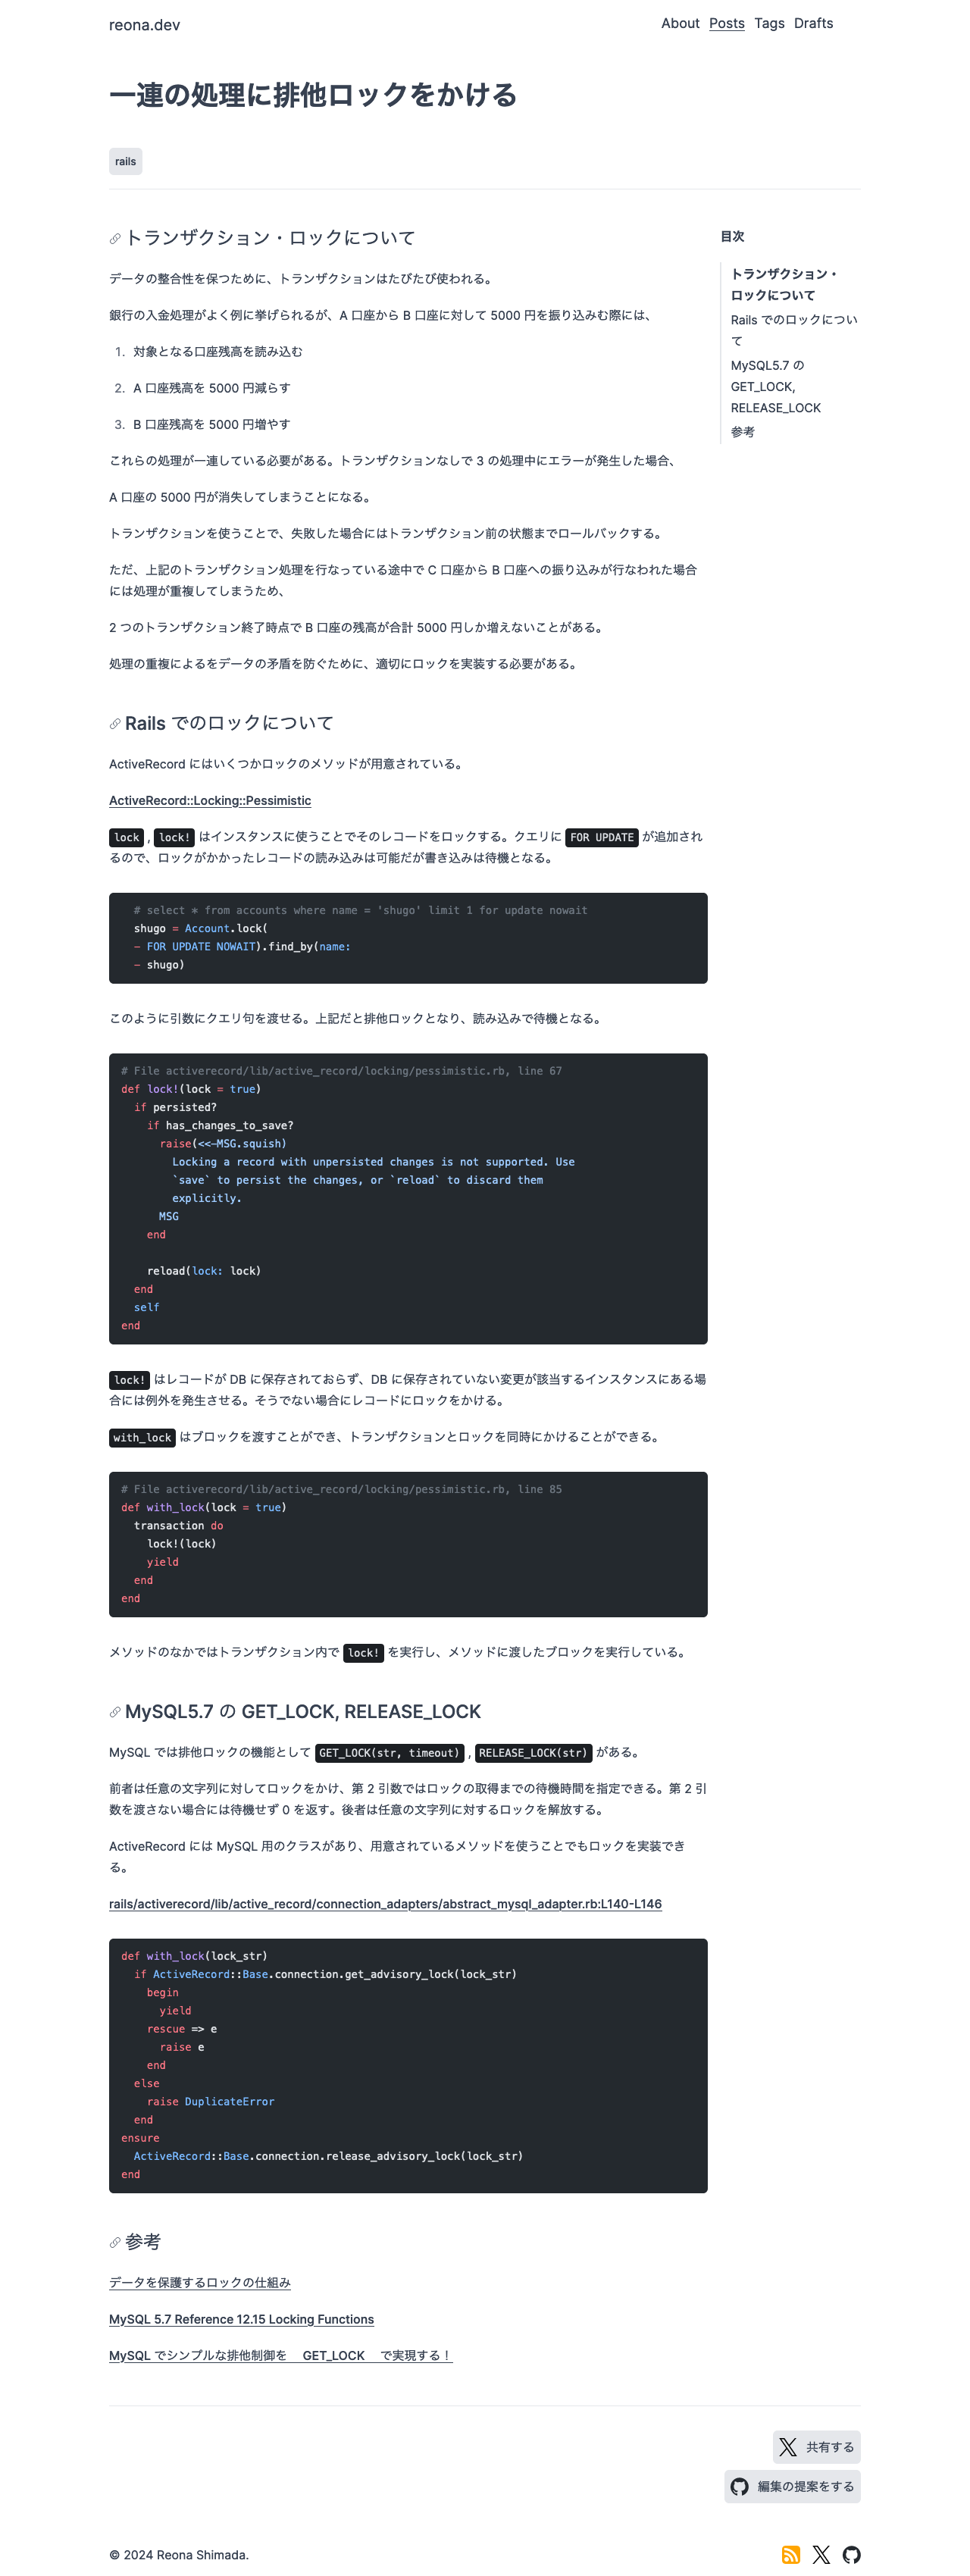 reona.dev
About Posts Tags Drafts
一連の処理に排他ロックをかける
rails
トランザクション・ロックについて
データの整合性を保つために、トランザクションはたびたび使われる。
銀行の入金処理がよく例に挙げられるが、A 口座から B 口座に対して 5000 円を振り込みむ際には、
1. 対象となる口座残高を読み込む
2. A 口座残高を 5000 円減らす
3. B 口座残高を 5000 円増やす
これらの処理が一連している必要がある。トランザクションなしで 3 の処理中にエラーが発生した場合、
A 口座の 5000 円が消失してしまうことになる。
トランザクションを使うことで、失敗した場合にはトランザクション前の状態までロールバックする。
ただ、上記のトランザクション処理を行なっている途中で C 口座から B 口座への振り込みが行なわれた場合
には処理が重複してしまうため、
2 つのトランザクション終了時点で B 口座の残高が合計 5000 円しか増えないことがある。
処理の重複によるをデータの矛盾を防ぐために、適切にロックを実装する必要がある。
目次
トランザクション・
ロックについて
Rails でのロックについ
て
MySQL5.7 の
GET_LOCK,
RELEASE_LOCK
参考
Rails でのロックについて
ActiveRecord にはいくつかロックのメソッドが用意されている。
ActiveRecord::Locking::Pessimistic
lock , lock! はインスタンスに使うことでそのレコードをロックする。クエリに FOR UPDATE が追加され
るので、ロックがかかったレコードの読み込みは可能だが書き込みは待機となる。
# select * from accounts where name = 'shugo' limit 1 for update nowait
shugo = Account.lock(
- FOR UPDATE NOWAIT).find_by(name:
- shugo)
このように引数にクエリ句を渡せる。上記だと排他ロックとなり、読み込みで待機となる。
# File activerecord/lib/active_record/locking/pessimistic.rb, line 67
def lock!(lock = true)
if persisted?
if has_changes_to_save?
raise(<<~MSG.squish)
Locking a record with unpersisted changes is not supported. Use
`save` to persist the changes, or `reload` to discard them
explicitly.
MSG
end
reload(lock: lock)
end
self
end
lock! はレコードが DB に保存されておらず、DB に保存されていない変更が該当するインスタンスにある場
合には例外を発生させる。そうでない場合にレコードにロックをかける。
with_lock はブロックを渡すことができ、トランザクションとロックを同時にかけることができる。
# File activerecord/lib/active_record/locking/pessimistic.rb, line 85
def with_lock(lock = true)
transaction do
lock!(lock)
yield
end
end
メソッドのなかではトランザクション内で lock! を実行し、メソッドに渡したブロックを実行している。
MySQL5.7 の GET_LOCK, RELEASE_LOCK
MySQL では排他ロックの機能として GET_LOCK(str, timeout) , RELEASE_LOCK(str) がある。
前者は任意の文字列に対してロックをかけ、第 2 引数ではロックの取得までの待機時間を指定できる。第 2 引
数を渡さない場合には待機せず 0 を返す。後者は任意の文字列に対するロックを解放する。
ActiveRecord には MySQL 用のクラスがあり、用意されているメソッドを使うことでもロックを実装でき
る。
rails/activerecord/lib/active_record/connection_adapters/abstract_mysql_adapter.rb:L140-L146
def with_lock(lock_str)
if ActiveRecord::Base.connection.get_advisory_lock(lock_str)
begin
yield
rescue => e
raise e
end
else
raise DuplicateError
end
ensure
ActiveRecord::Base.connection.release_advisory_lock(lock_str)
end
参考
データを保護するロックの仕組み
MySQL 5.7 Reference 12.15 Locking Functions
MySQL でシンプルな排他制御を　GET_LOCK　で実現する！
共有する
編集の提案をする
© 2024 Reona Shimada.